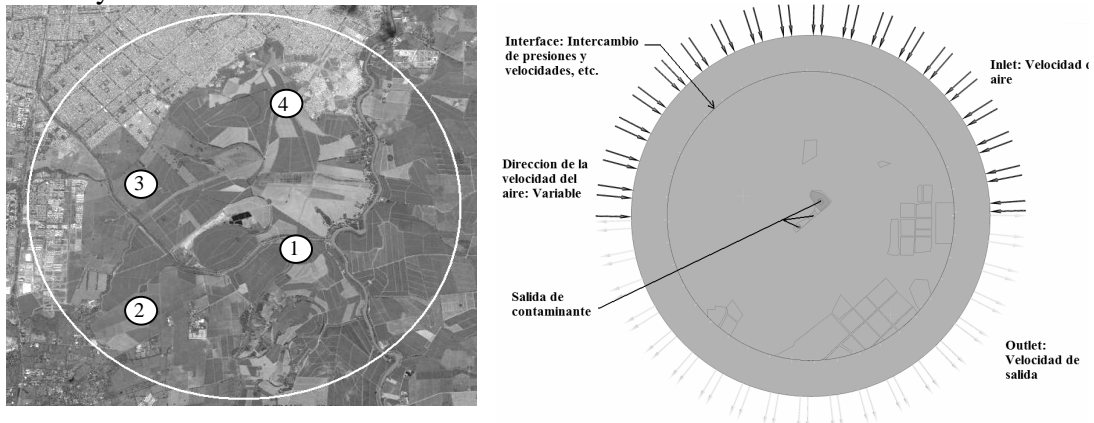 4
3
1
2
Interface: Intercambio
de presiones y
velocidades, etc.
Inlet: Velocidad d
aire
Direccion de la
velocidad del
aire: Variable
Salida de
contaminante
Outlet:
Velocidad de
salida